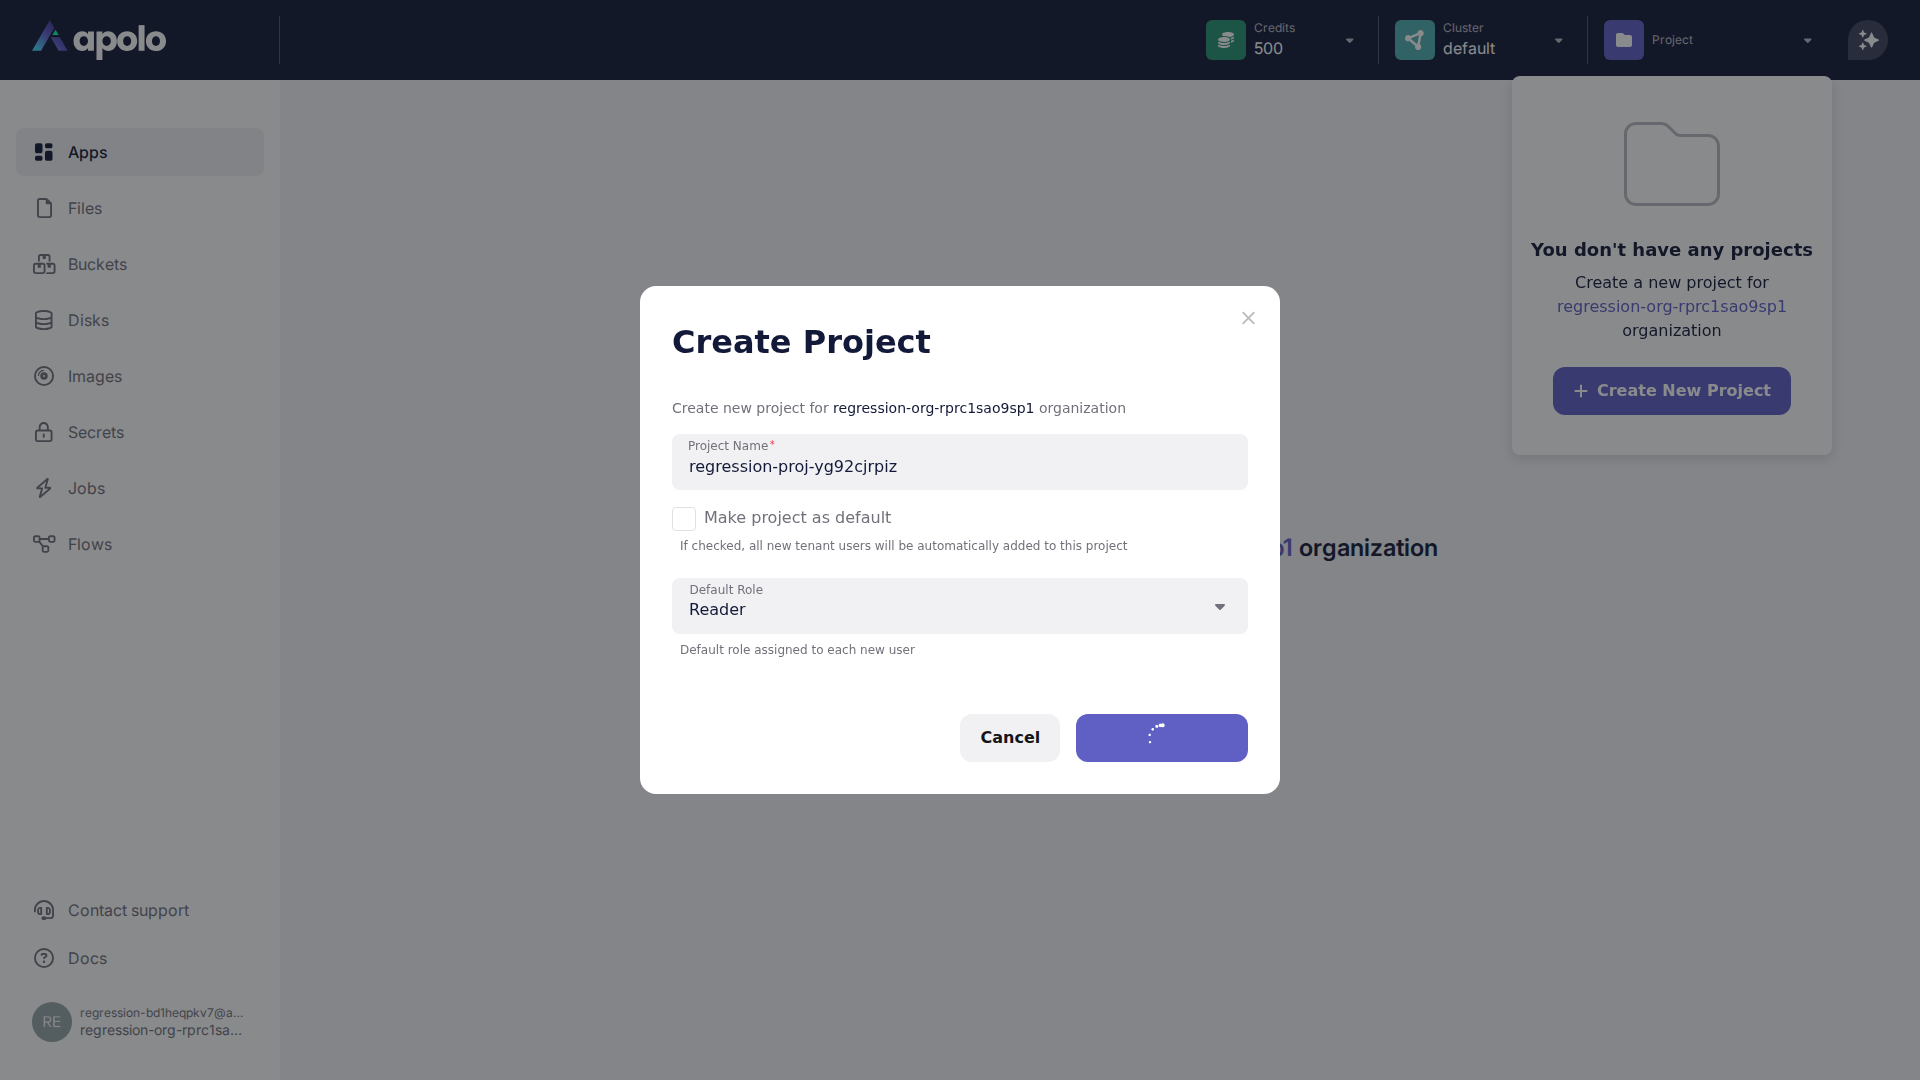 apolo
Credits
500
Cluster
default
Project
Apps
Files
Buckets
Disks
Images
Secrets
Jobs
Flows
You don't have any projects
Create a new project for
regression-org-rprc1sao9sp1
organization
+ Create New Project
organization
Create Project
Create new project for regression-org-rprc1sao9sp1 organization
Project Name*
regression-proj-yg92cjrpiz
Make project as default
If checked, all new tenant users will be automatically added to this project
Default Role
Reader
Default role assigned to each new user
Cancel
Contact support
Docs
RE
regression-bd1heqpkv7@a...
regression-org-rprc1sa...